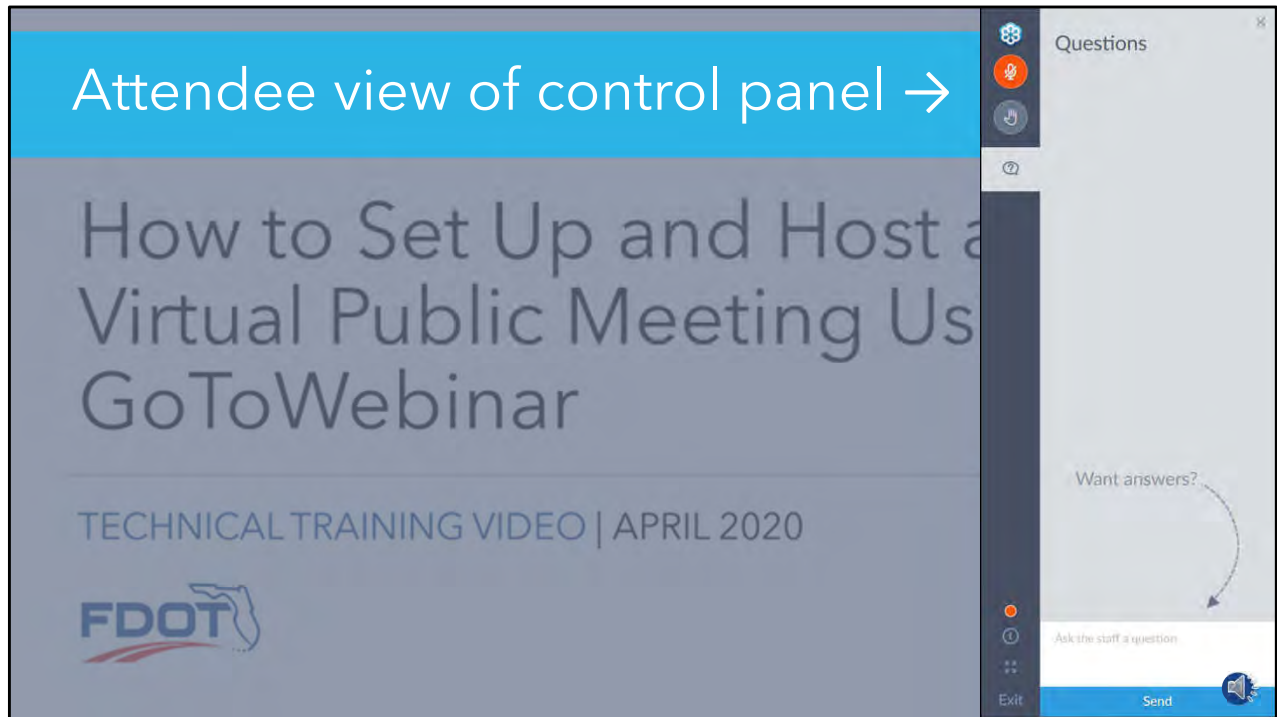 Attendee view of control panel →
Questions
How to Set Up and Host a
Virtual Public Meeting Us
GoToWebinar
TECHNICAL TRAINING VIDEO | APRIL 2020
FDOT
Want answers?
Ask the staff a question
Exit
Send